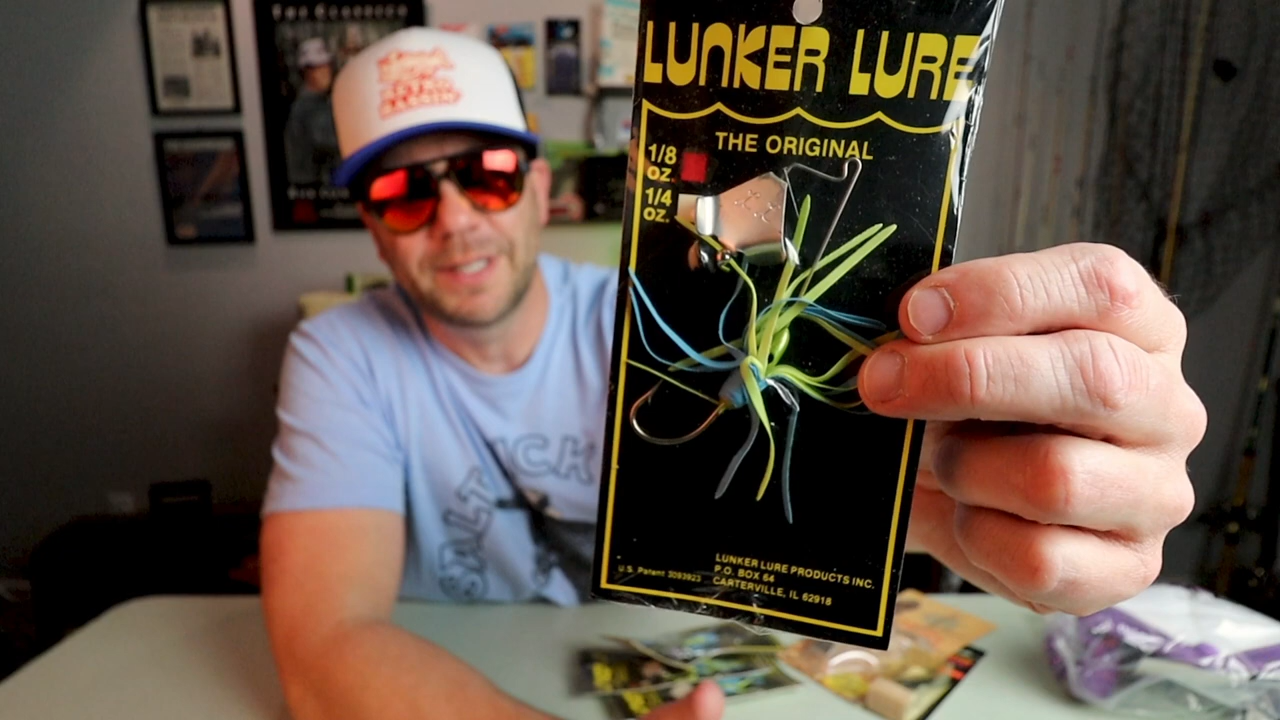 LUNKER LURE
THE ORIGINAL
1/8
OZ.
1/4
OZ.
U.S. Patent 3093923
LUNKER LURE PRODUCTS INC.
P.O. BOX 64
CARTERVILLE, IL 62918
SALT